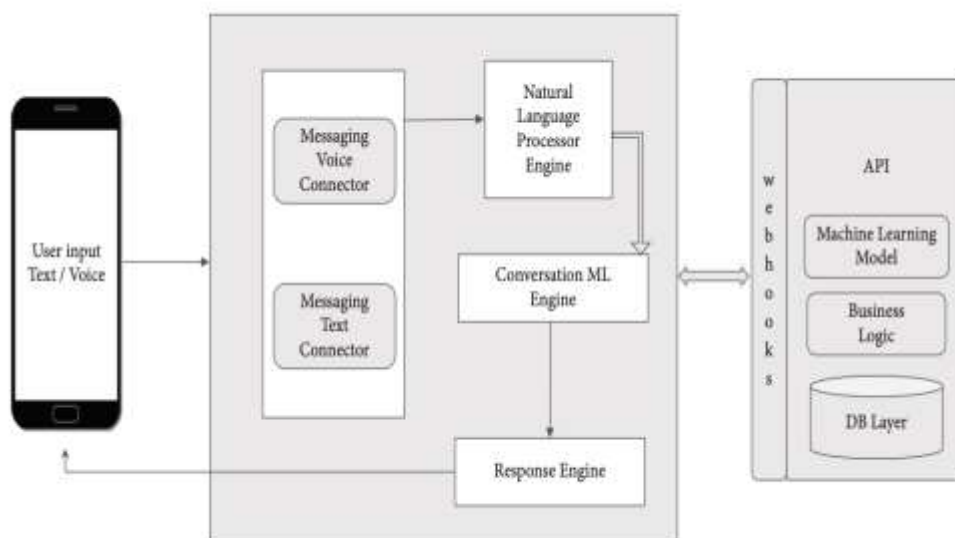 User input
Text / Voice
Messaging
Voice
Connector
Messaging
Text
Connector
Natural
Language
Processor
Engine
Conversation ML
Engine
Response Engine
webhooks
API
Machine Learning
Model
Business
Logic
DB Layer